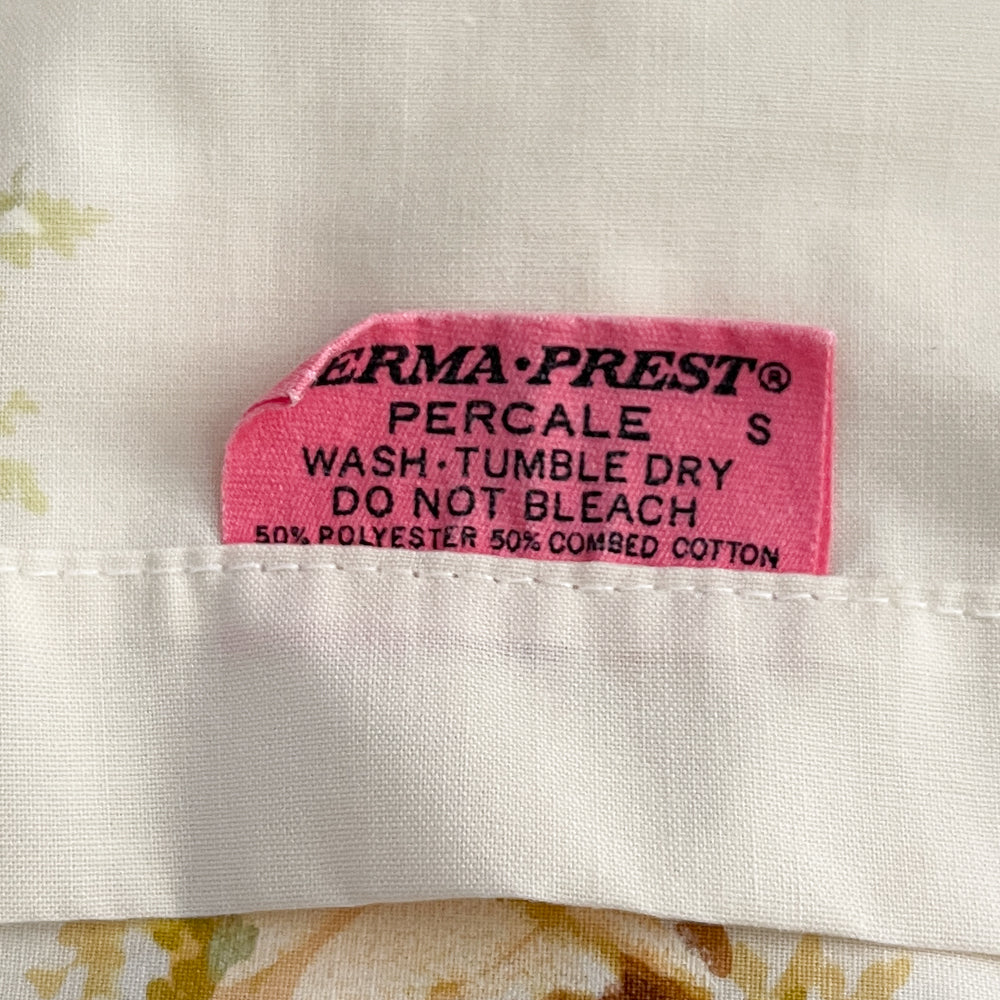 ERMA·PREST®
PERCALE S
WASH·TUMBLE DRY
DO NOT BLEACH
50% POLYESTER 50% COMBED COTTON